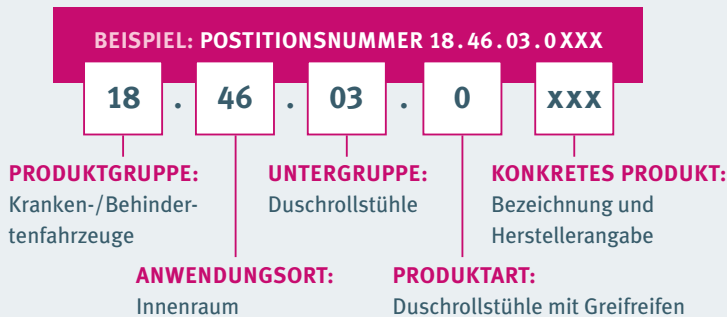 BEISPIEL: POSTITIONSNUMMER 18.46.03.0XXX
18 . 46 . 03 . 0 XXX
PRODUKTGRUPPE:
Kranken-/Behinder-
tenfahrzeuge
UNTERGRUPPE:
Duschrollstühle
KONKRETES PRODUKT:
Bezeichnung und
Herstellerangabe
ANWENDUNGSORT:
Innenraum
PRODUKTART:
Duschrollstühle mit Greifreifen